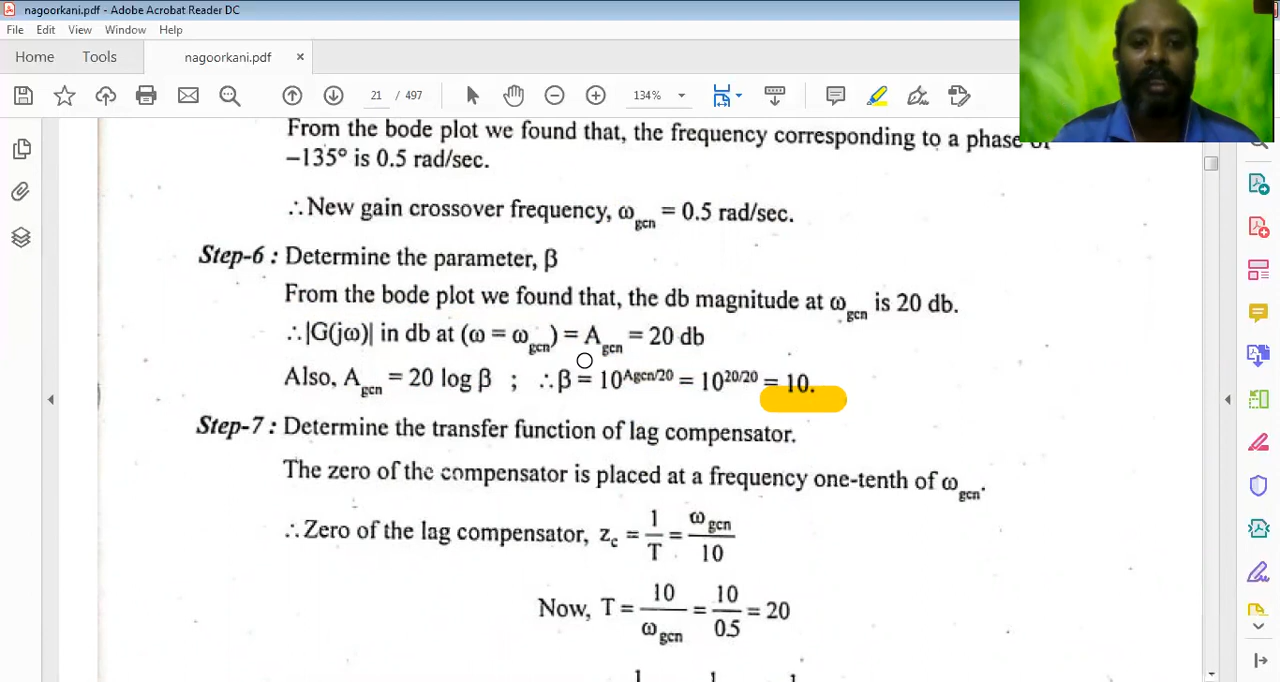 nagoorkani.pdf - Adobe Acrobat Reader DC
File Edit View Window Help
Home Tools nagoorkani.pdf ×
21 / 497 134%
From the bode plot we found that, the frequency corresponding to a phase of
−135° is 0.5 rad/sec.
∴New gain crossover frequency, ωgcn = 0.5 rad/sec.
Step-6 : Determine the parameter, β
From the bode plot we found that, the db magnitude at ωgcn is 20 db.
∴|G(jω)| in db at (ω = ωgcn) = Agcn = 20 db
Also, Agcn = 20 log β ; ∴β = 10^Agcn/20 = 10^20/20 = 10.
Step-7 : Determine the transfer function of lag compensator.
The zero of the compensator is placed at a frequency one-tenth of ωgcn.
∴Zero of the lag compensator, zc = 1/T = ωgcn/10
Now, T = 10/ωgcn = 10/0.5 = 20